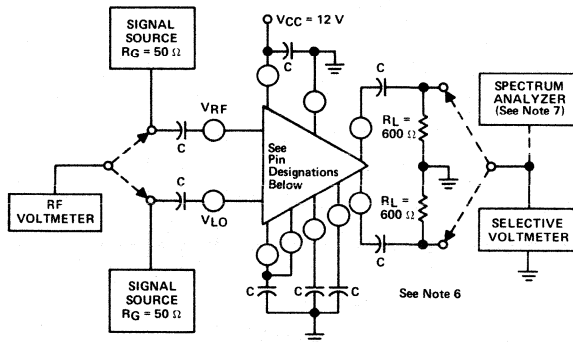 SIGNAL
SOURCE
RG = 50 Ω
VCC = 12 V
C
VRF
C
See
Pin
Designations
Below
RF
VOLTMETER
C
VLO
SIGNAL
SOURCE
RG = 50 Ω
C
C
C
C
RL =
600 Ω
RL =
600 Ω
C
See Note 6
SPECTRUM
ANALYZER
(See Note 7)
SELECTIVE
VOLTMETER